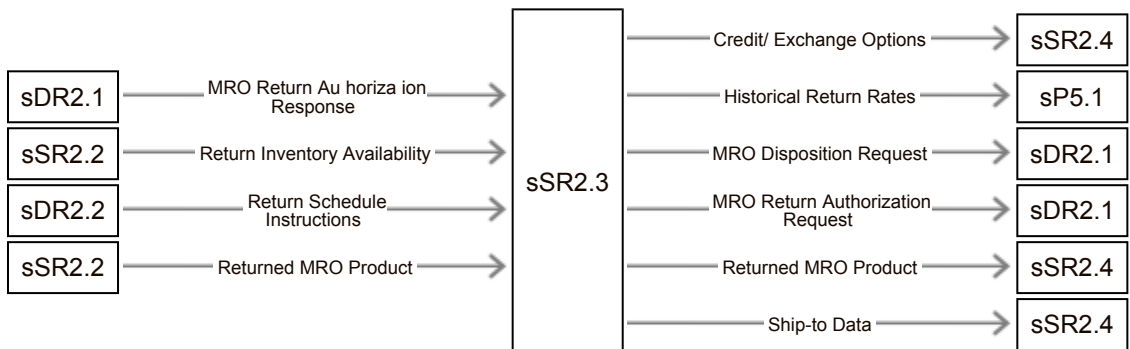 Credit/ Exchange Options
sSR2.4
sDR2.1
MRO Return Au horiza ion
Response
Historical Return Rates
sP5.1
sSR2.2
Return Inventory Availability
MRO Disposition Request
sDR2.1
sSR2.3
sDR2.2
Return Schedule
Instructions
MRO Return Authorization
Request
sDR2.1
sSR2.2
Returned MRO Product
Returned MRO Product
sSR2.4
Ship-to Data
sSR2.4